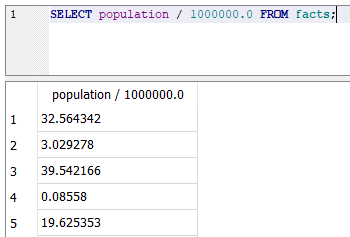 1 SELECT population / 1000000.0 FROM facts;
population / 1000000.0
1 32.564342
2 3.029278
3 39.542166
4 0.08558
5 19.625353